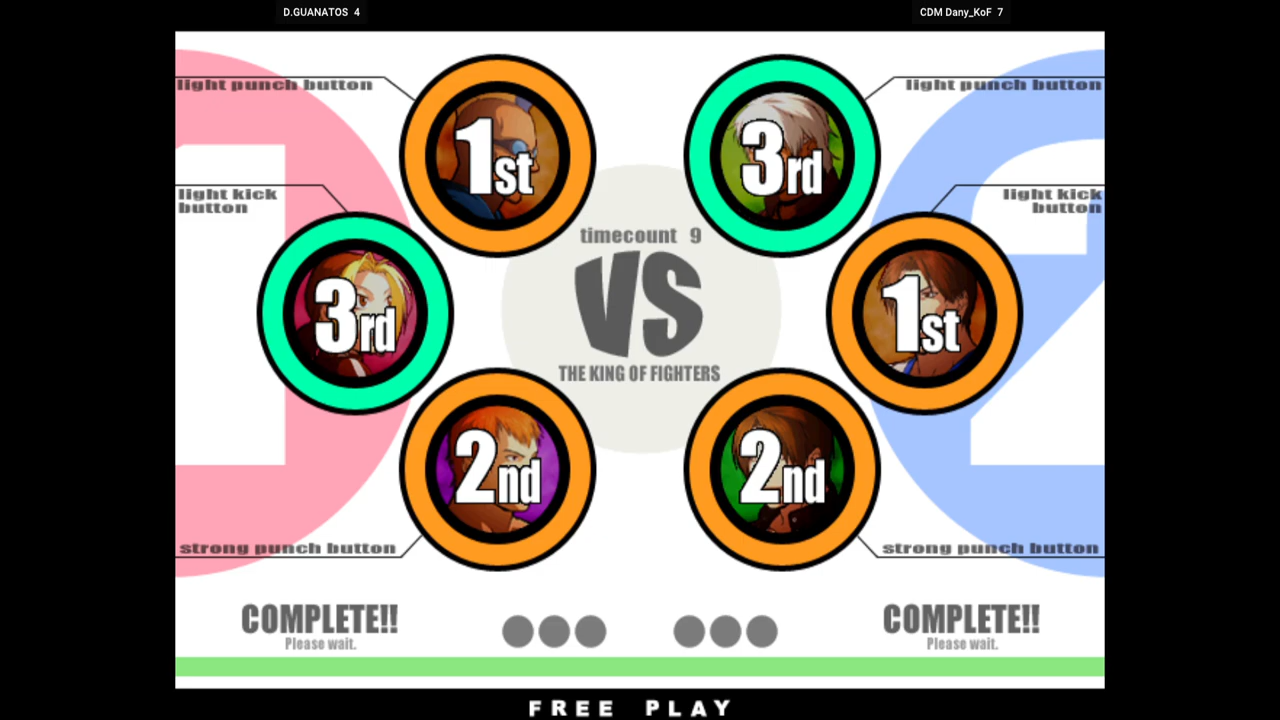 D.GUANATOS 4
CDM Dany_KoF 7
light punch button
light punch button
1st
3rd
light kick
button
light kick
button
timecount 9
VS
THE KING OF FIGHTERS
3rd
1st
2nd
2nd
1
2
strong punch button
strong punch button
COMPLETE!!
Please wait.
COMPLETE!!
Please wait.
FREE PLAY